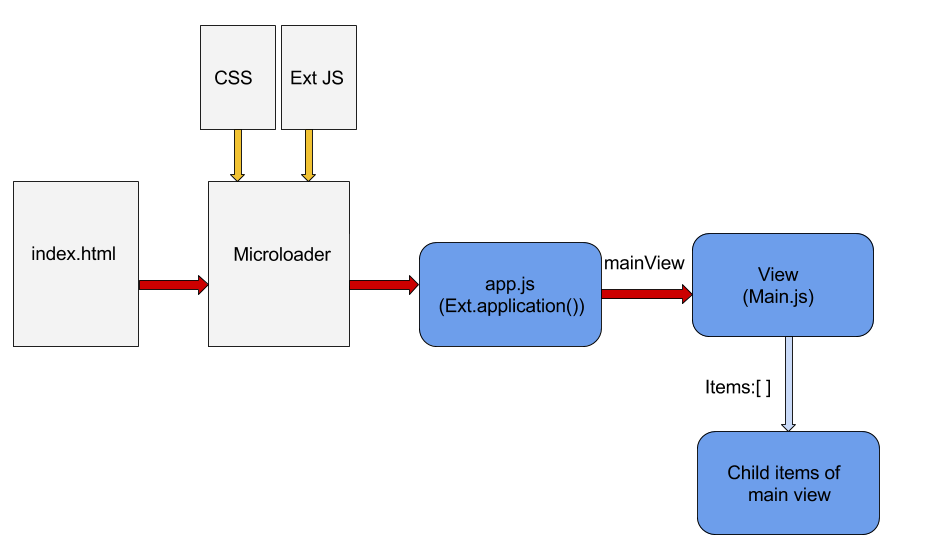 CSS
Ext JS
index.html
Microloader
app.js
(Ext.application())
mainView
View
(Main.js)
Items:[ ]
Child items of
main view